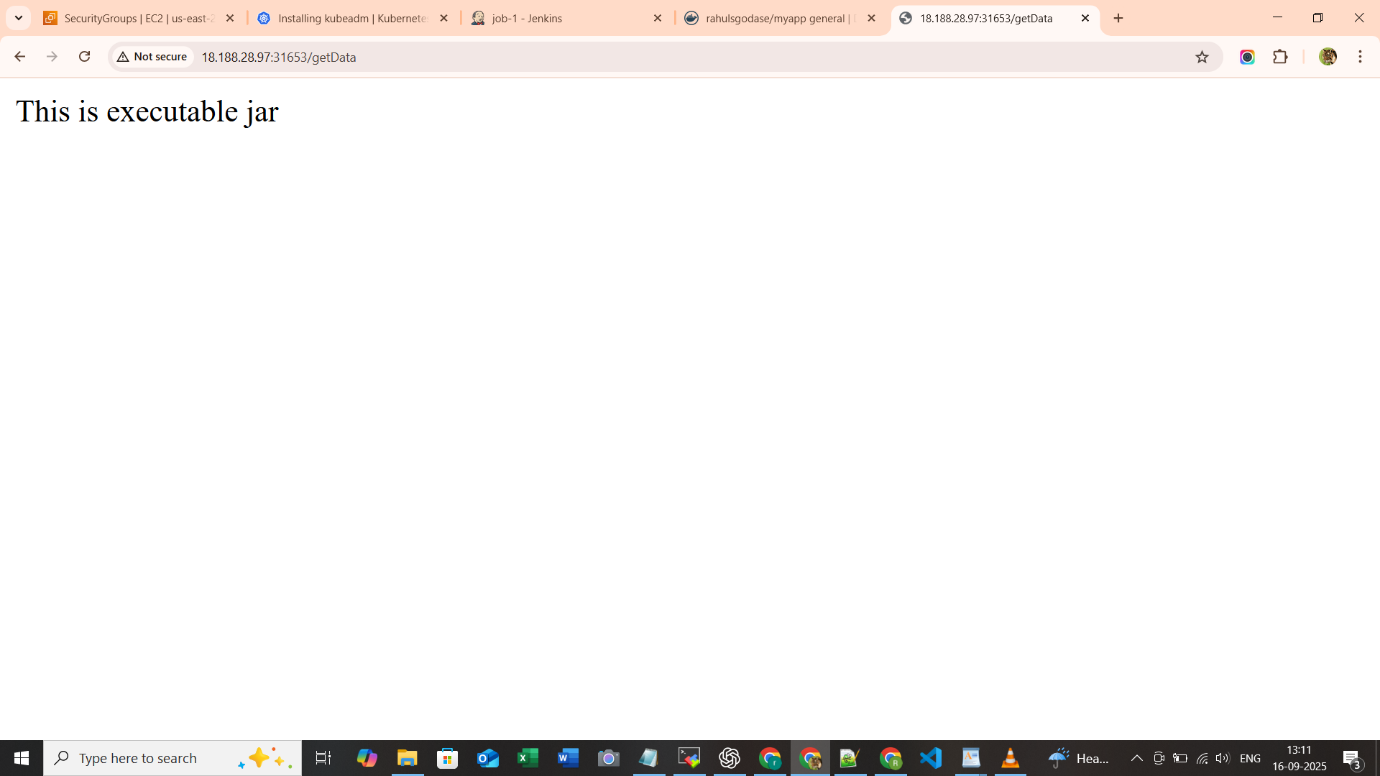 SecurityGroups | EC2 | us-east-2
Installing kubeadm | Kubernete
job-1 - Jenkins
rahulsgodase/myapp general |
18.188.28.97:31653/getData
Not secure
18.188.28.97:31653/getData
This is executable jar
Type here to search
Hea...
ENG
13:11
16-09-2025
3